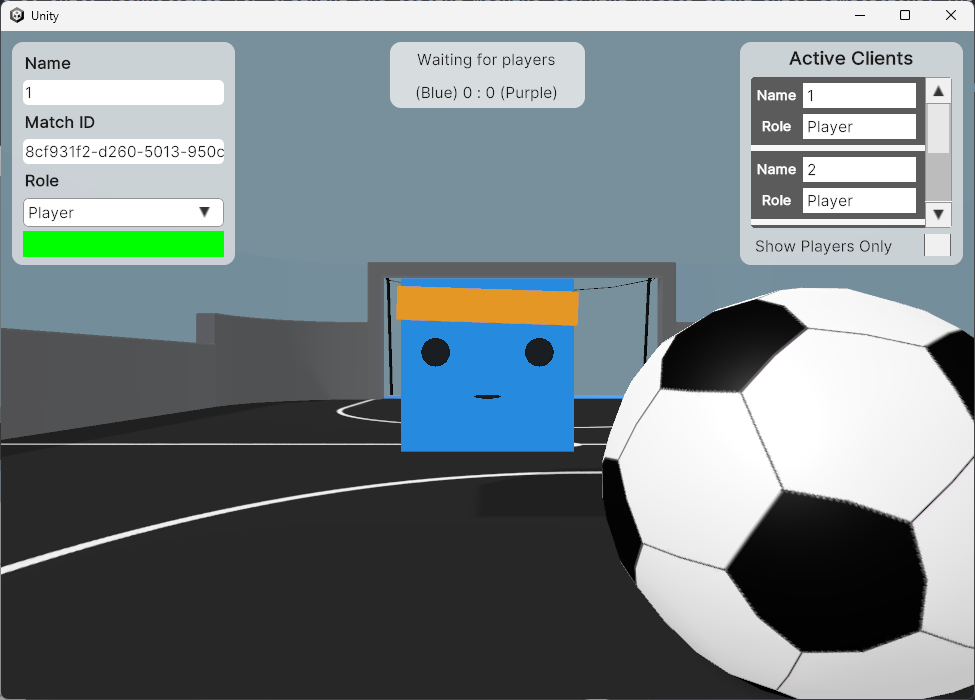 Unity
Name
1
Match ID
8cf931f2-d260-5013-950c
Role
Player
Waiting for players
(Blue) 0 : 0 (Purple)
Active Clients
Name 1
Role Player
Name 2
Role Player
Show Players Only